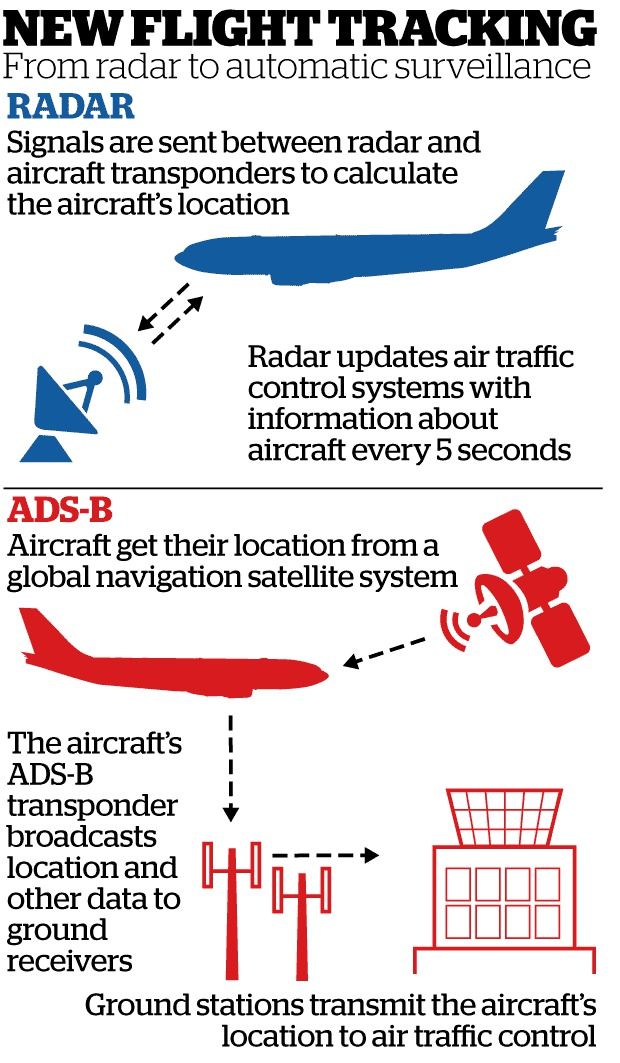 NEW FLIGHT TRACKING
From radar to automatic surveillance
RADAR
Signals are sent between radar and
aircraft transponders to calculate
the aircraft's location
Radar updates air traffic
control systems with
information about
aircraft every 5 seconds
ADS-B
Aircraft get their location from a
global navigation satellite system
The aircraft's
ADS-B
transponder
broadcasts
location and
other data to
ground
receivers
Ground stations transmit the aircraft's
location to air traffic control